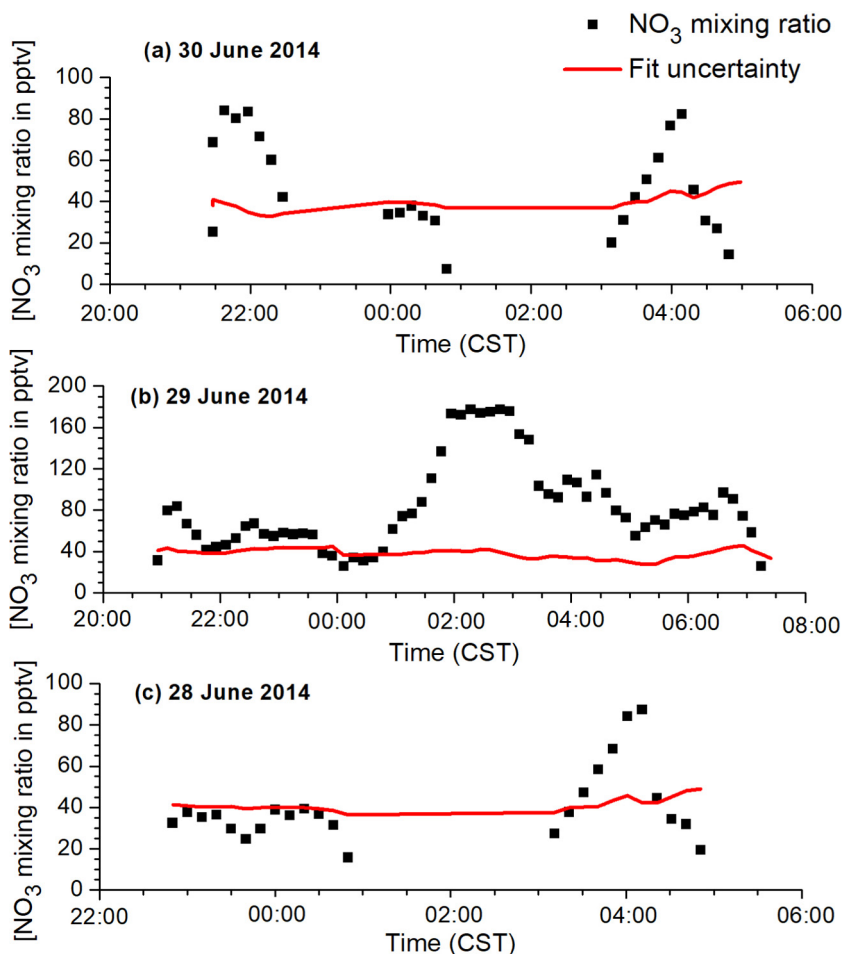 NO3 mixing ratio
Fit uncertainty
(a) 30 June 2014
[NO3 mixing ratio in pptv]
100
80
60
40
20
0
20:00 22:00 00:00 02:00 04:00 06:00
Time (CST)
(b) 29 June 2014
[NO3 mixing ratio in pptv]
200
160
120
80
40
0
20:00 22:00 00:00 02:00 04:00 06:00 08:00
Time (CST)
(c) 28 June 2014
[NO3 mixing ratio in pptv]
100
80
60
40
20
0
22:00 00:00 02:00 04:00 06:00
Time (CST)